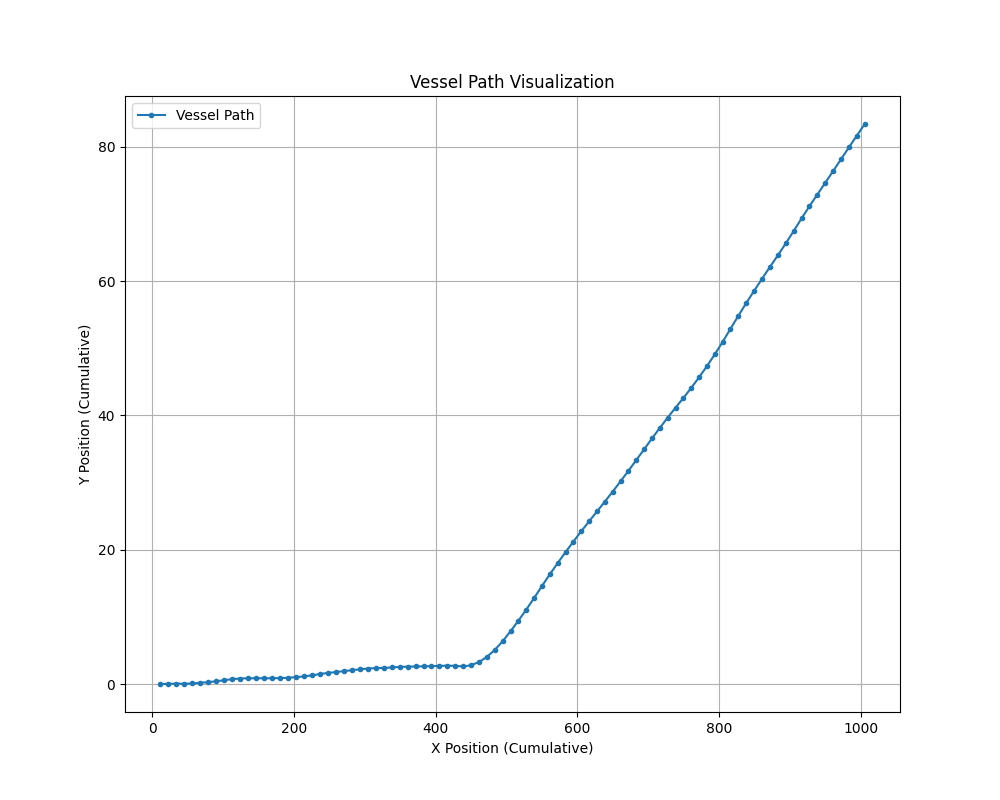 Vessel Path Visualization
Vessel Path
Y Position (Cumulative)
80
60
40
20
0
0 200 400 600 800 1000
X Position (Cumulative)